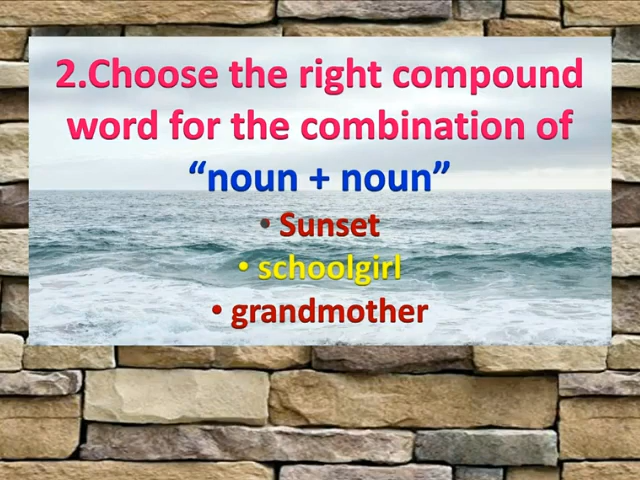 2.Choose the right compound
word for the combination of
“noun + noun”
• Sunset
• schoolgirl
• grandmother